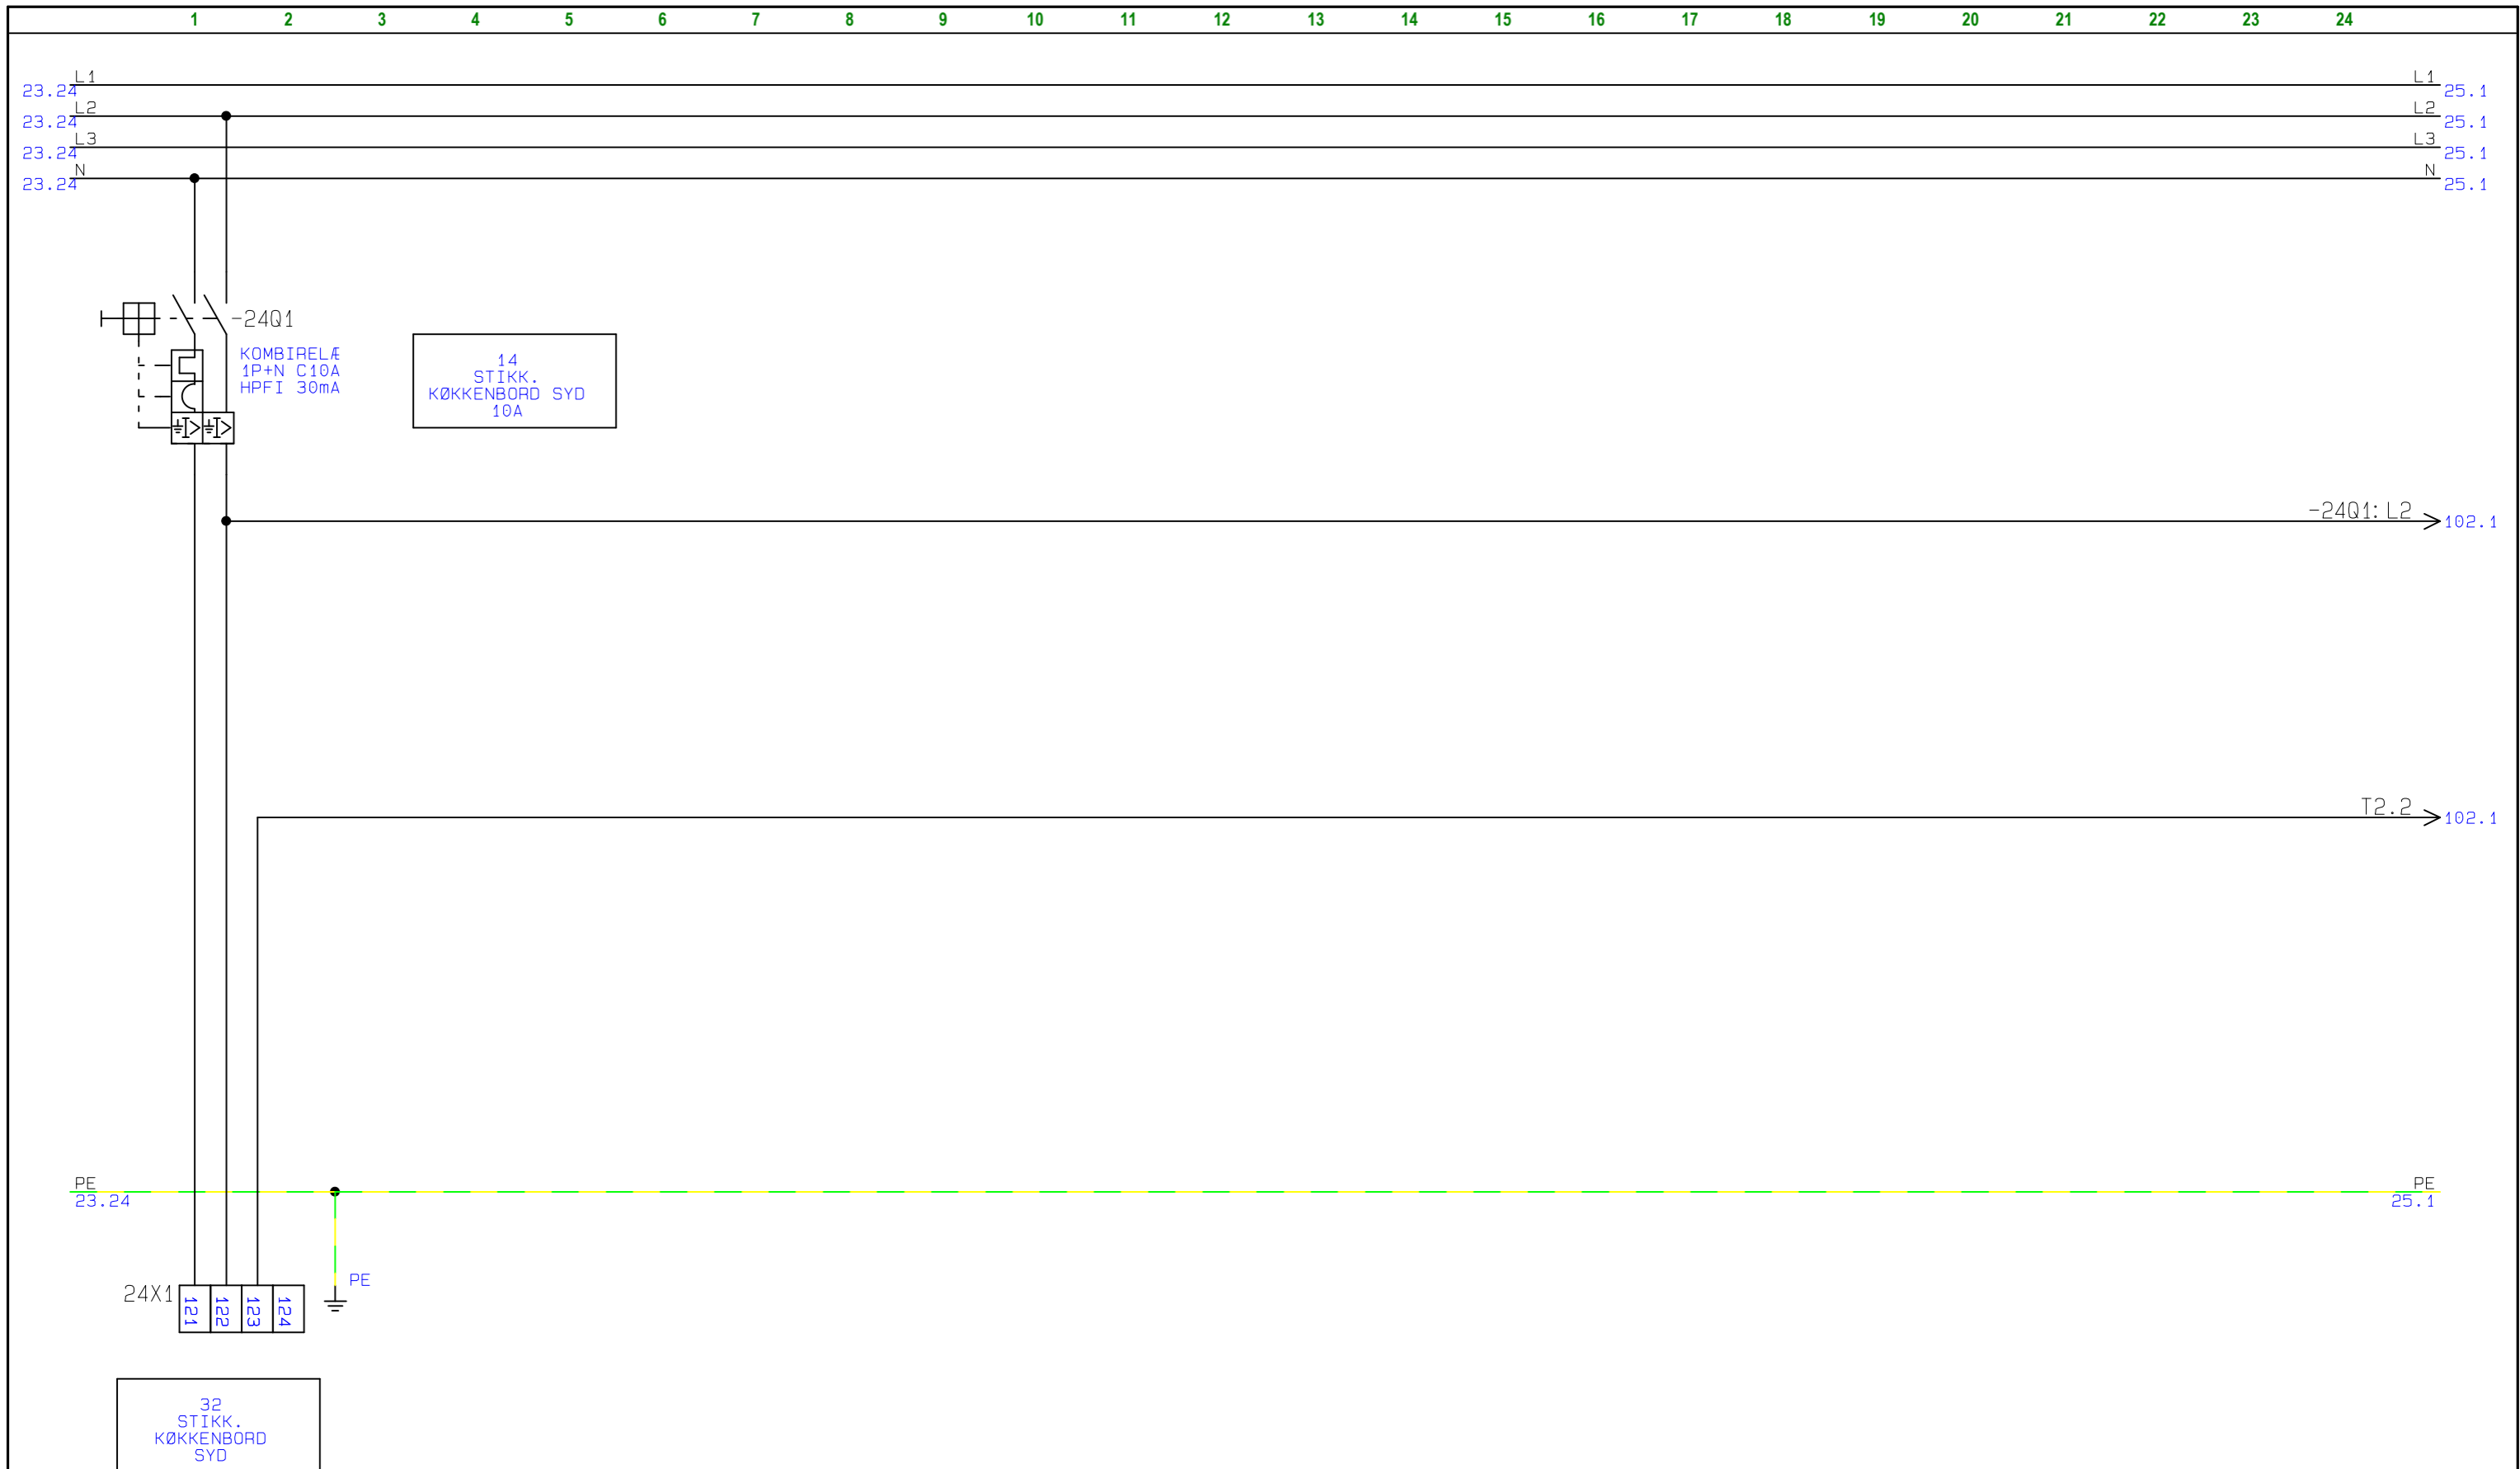 1 2 3 4 5 6 7 8 9 10 11 12 13 14 15 16 17 18 19 20 21 22 23 24
L1 L1
23.24 25.1
L2 L2
23.24 25.1
L3 L3
23.24 25.1
N N
23.24 25.1
-24Q1
KOMBIRELÆ
1P+N C10A
HPFI 30mA
14
STIKK.
KØKKENBORD SYD
10A
-24Q1:L2 102.1
T2.2 102.1
PE PE
23.24 25.1
PE
24X1 121 122 123 124
32
STIKK.
KØKKENBORD
SYD